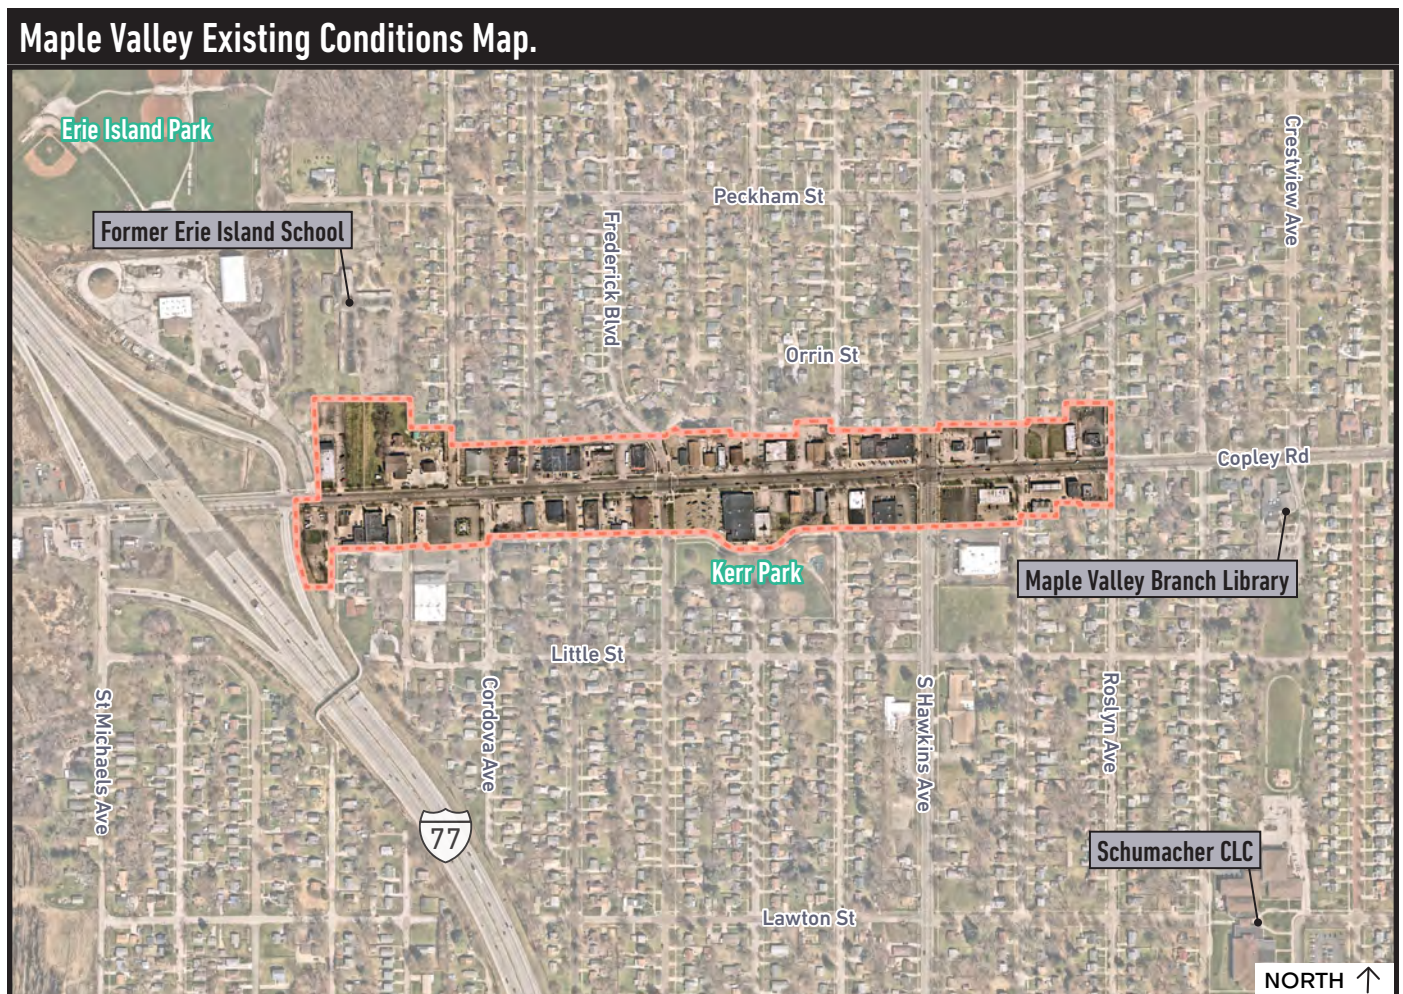 Maple Valley Existing Conditions Map.
Erie Island Park
Crestview Ave
Peckham St
Former Erie Island School
Frederick Blvd
Orrin St
Copley Rd
Kerr Park
Maple Valley Branch Library
Little St
St Michaels Ave
Cordova Ave
S Hawkins Ave
Roslyn Ave
77
Schumacher CLC
Lawton St
NORTH ↑